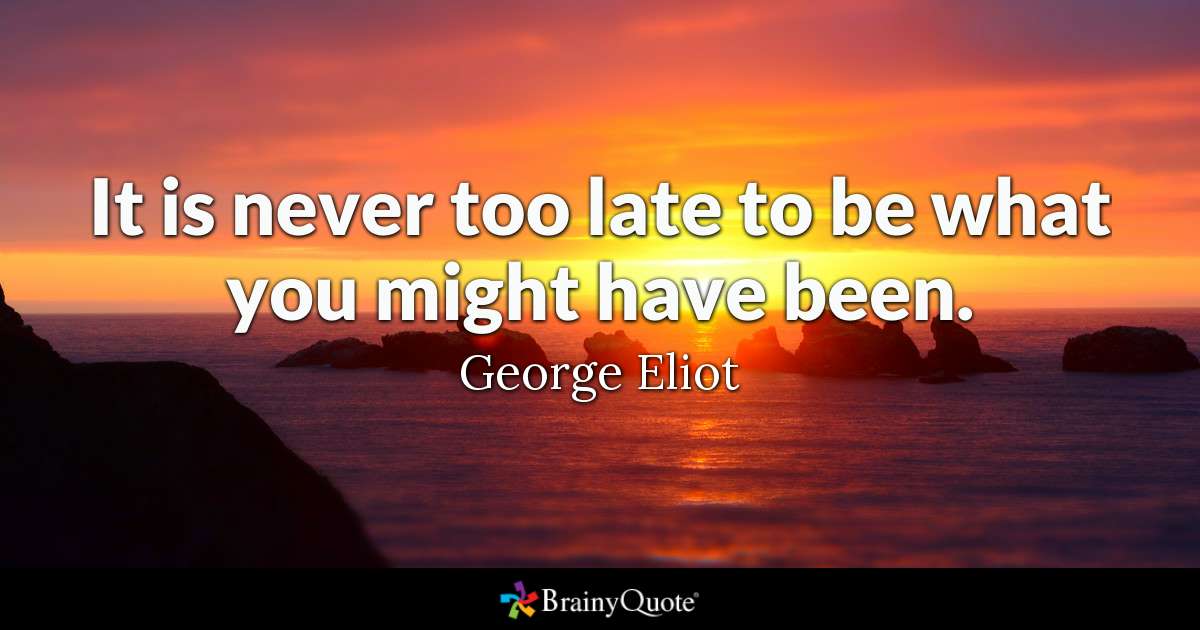 It is never too late to be what
you might have been.
George Eliot
BrainyQuote®